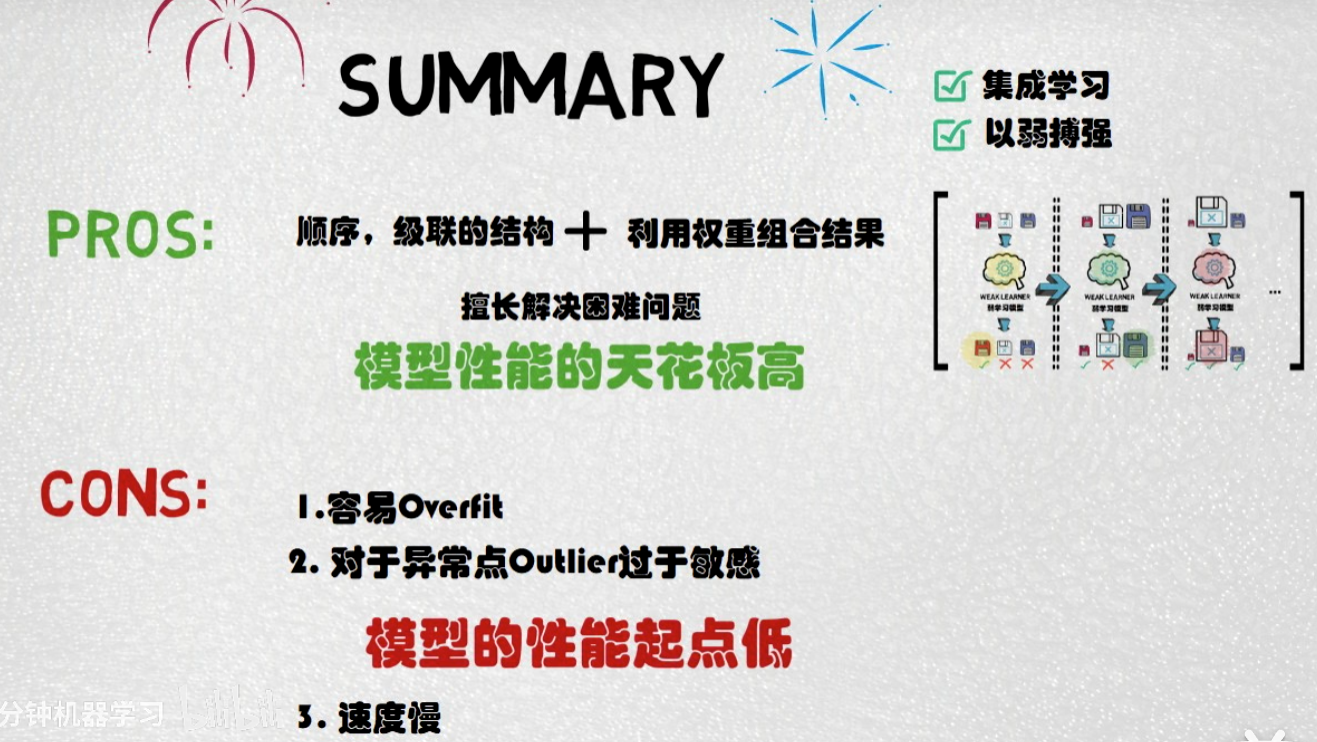 SUMMARY
集成学习
以弱搏强
PROS:
顺序，级联的结构 + 利用权重组合结果
擅长解决困难问题
模型性能的天花板高
WEAK LEARNER
弱学习模型
WEAK LEARNER
弱学习模型
WEAK LEARNER
弱学习模型
...
CONS:
1.容易Overfit
2. 对于异常点Outlier过于敏感
模型的性能起点低
3. 速度慢
分钟机器学习